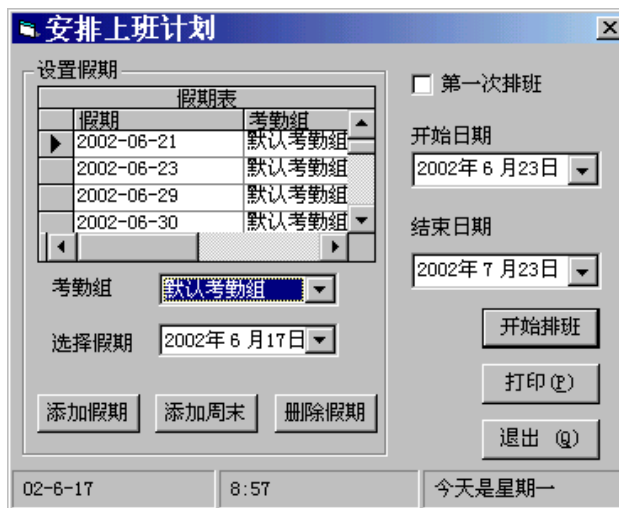 安排上班计划
设置假期
假期表
假期 考勤组
2002-06-21 默认考勤组
2002-06-23 默认考勤组
2002-06-29 默认考勤组
2002-06-30 默认考勤组
考勤组 默认考勤组
选择假期 2002年 6 月17日
添加假期 添加周末 删除假期
第一次排班
开始日期
2002年 6 月23日
结束日期
2002年 7 月23日
开始排班
打印(P)
退出 (Q)
02-6-17 8:57 今天是星期一